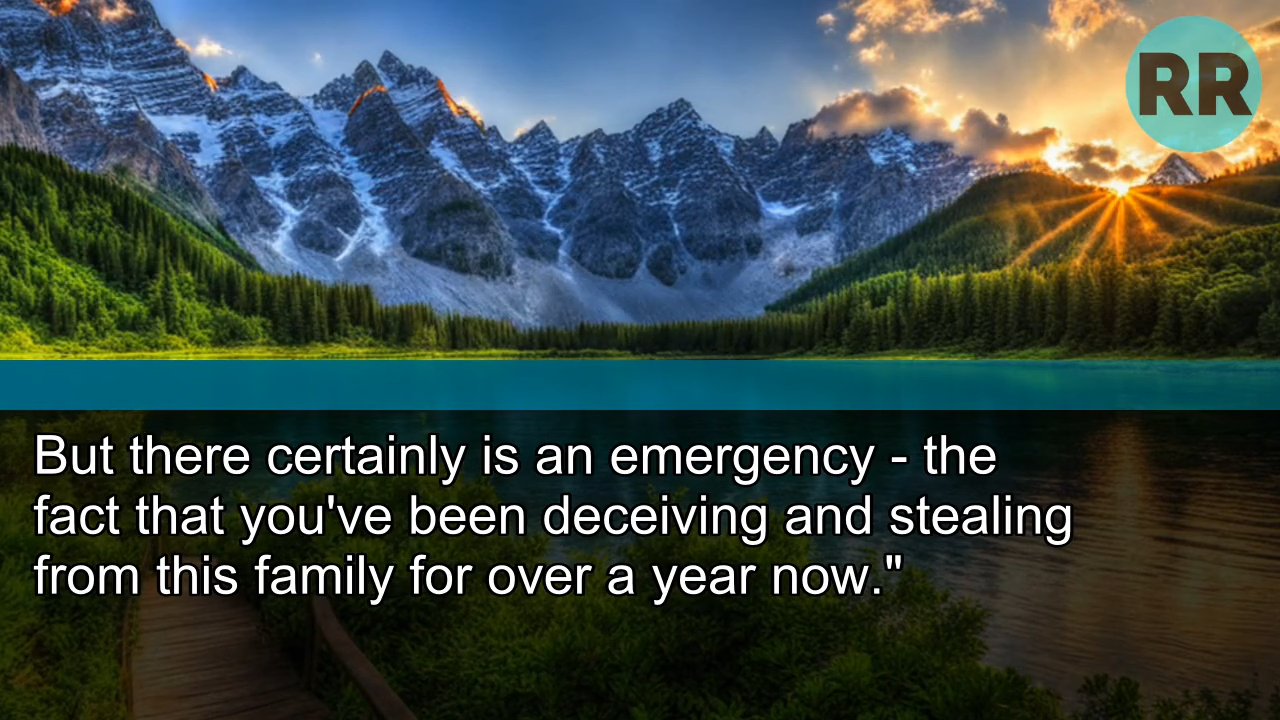 RR
But there certainly is an emergency - the
fact that you've been deceiving and stealing
from this family for over a year now."